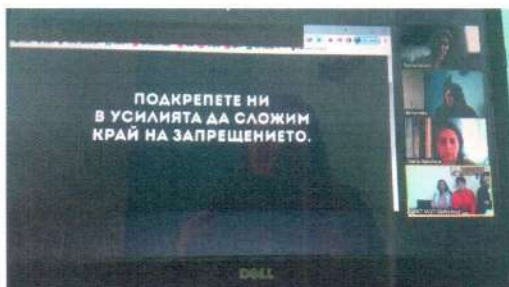 ПОДКРЕПЕТЕ НИ
В УСИЛИЯТА ДА СЛОЖИМ
КРАЙ НА ЗАПРЕЩЕНИЕТО.
DELL